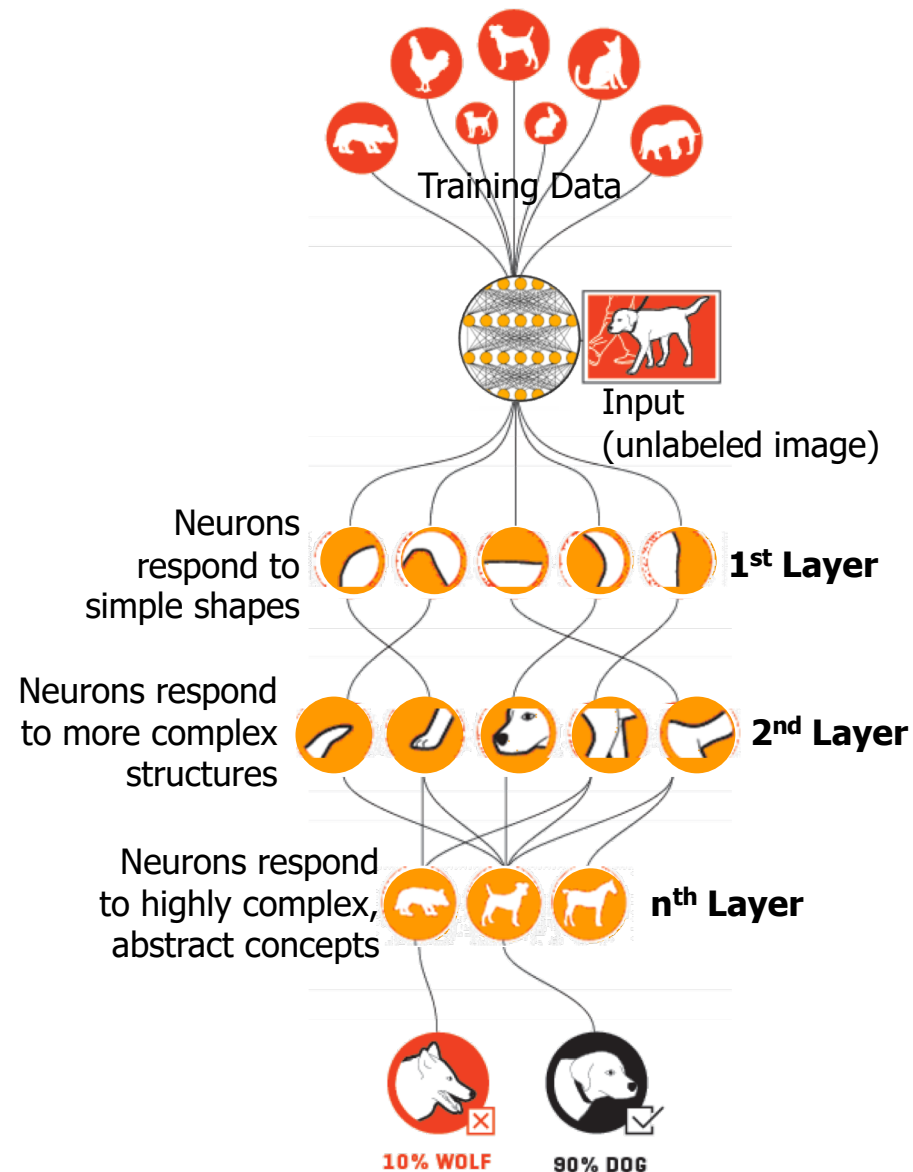 Training Data
Input
(unlabeled image)
Neurons
respond to
simple shapes
1st Layer
Neurons respond
to more complex
structures
2nd Layer
Neurons respond
to highly complex,
abstract concepts
nth Layer
10% WOLF
90% DOG